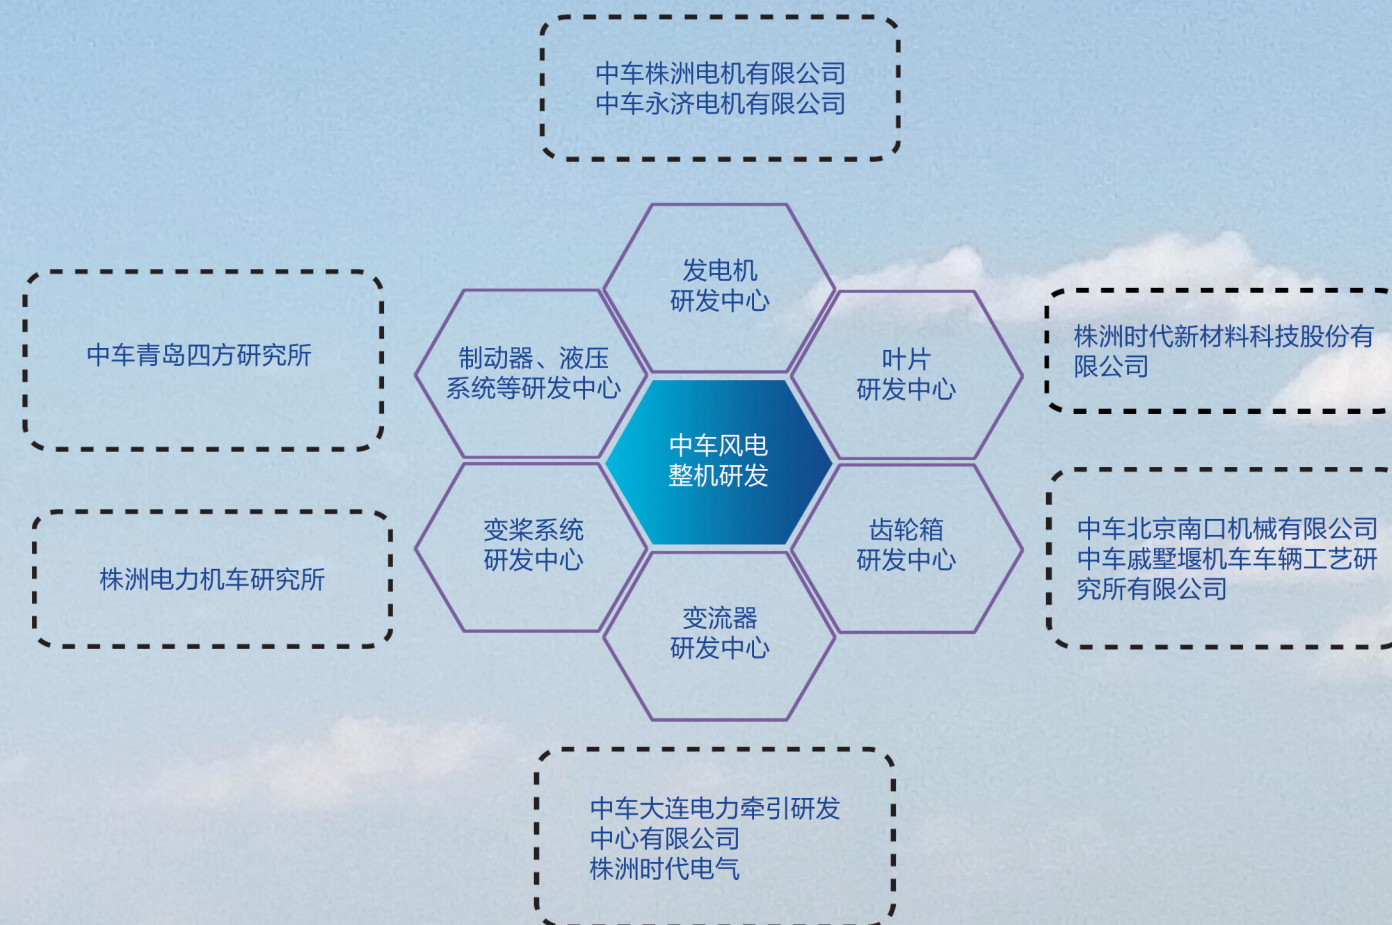 中车株洲电机有限公司
中车永济电机有限公司
发电机
研发中心
中车青岛四方研究所
制动器、液压
系统等研发中心
叶片
研发中心
株洲时代新材料科技股份有
限公司
中车风电
整机研发
株洲电力机车研究所
变桨系统
研发中心
齿轮箱
研发中心
中车北京南口机械有限公司
中车戚墅堰机车车辆工艺研
究所有限公司
变流器
研发中心
中车大连电力牵引研发
中心有限公司
株洲时代电气